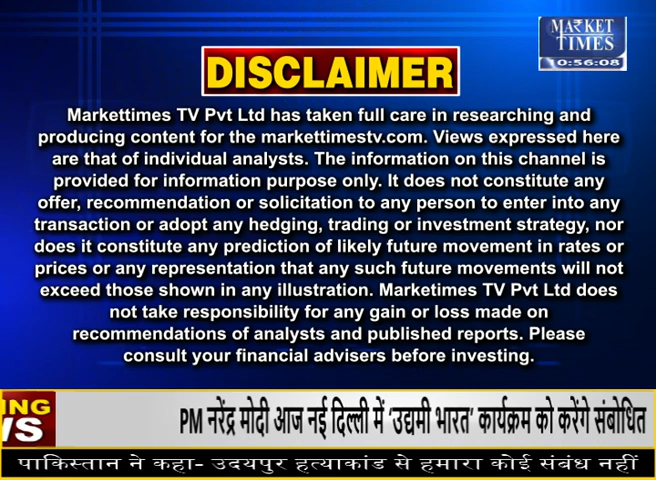 MA₹KET
TIMES
10:56:08
DISCLAIMER
Markettimes TV Pvt Ltd has taken full care in researching and
producing content for the markettimestv.com. Views expressed here
are that of individual analysts. The information on this channel is
provided for information purpose only. It does not constitute any
offer, recommendation or solicitation to any person to enter into any
transaction or adopt any hedging, trading or investment strategy, nor
does it constitute any prediction of likely future movement in rates or
prices or any representation that any such future movements will not
exceed those shown in any illustration. Marketimes TV Pvt Ltd does
not take responsibility for any gain or loss made on
recommendations of analysts and published reports. Please
consult your financial advisers before investing.
ING
WS
PM नरेंद्र मोदी आज नई दिल्ली में ‘उद्यमी भारत’ कार्यक्रम को करेंगे संबोधित
पाकिस्तान ने कहा- उदयपुर हत्याकांड से हमारा कोई संबंध नहीं